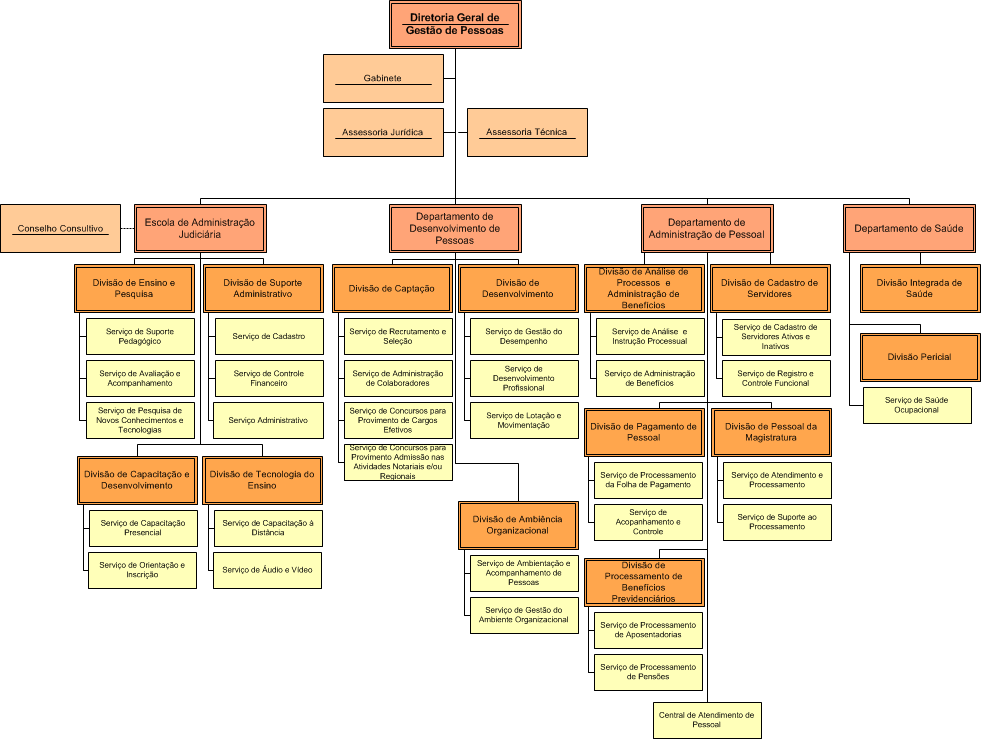 Diretoria Geral de
Gestão de Pessoas
Gabinete
Assessoria Jurídica
Assessoria Técnica
Conselho Consultivo
Escola de Administração
Judiciária
Departamento de
Desenvolvimento de
Pessoas
Departamento de
Administração de Pessoal
Departamento de Saúde
Divisão de Ensino e
Pesquisa
Serviço de Suporte
Pedagógico
Serviço de Avaliação e
Acompanhamento
Serviço de Pesquisa de
Novos Conhecimentos e
Tecnologias
Divisão de Suporte
Administrativo
Serviço de Cadastro
Serviço de Controle
Financeiro
Serviço Administrativo
Divisão de Capacitação e
Desenvolvimento
Serviço de Capacitação
Presencial
Serviço de Orientação e
Inscrição
Divisão de Tecnologia do
Ensino
Serviço de Capacitação á
Distância
Serviço de Áudio e Vídeo
Divisão de Captação
Serviço de Recrutamento e
Seleção
Serviço de Administração
de Colaboradores
Serviço de Concursos para
Provimento de Cargos
Efetivos
Serviço de Concursos para
Provimento Admissão nas
Atividades Notariais e/ou
Regionais
Divisão de
Desenvolvimento
Serviço de Gestão do
Desempenho
Serviço de
Desenvolvimento
Profissional
Serviço de Lotação e
Movimentação
Divisão de Ambiência
Organizacional
Serviço de Ambientação e
Acompanhamento de
Pessoas
Serviço de Gestão do
Ambiente Organizacional
Divisão de Análise de
Processos e
Administração de
Benefícios
Serviço de Análise e
Instrução Processual
Serviço de Administração
de Benefícios
Divisão de Cadastro de
Servidores
Serviço de Cadastro de
Servidores Ativos e
Inativos
Serviço de Registro e
Controle Funcional
Divisão de Pagamento de
Pessoal
Serviço de Processamento
da Folha de Pagamento
Serviço de
Acopanhamento e
Controle
Divisão de Pessoal da
Magistratura
Serviço de Atendimento e
Processamento
Serviço de Suporte ao
Processamento
Divisão de
Processamento de
Benefícios
Previdenciários
Serviço de Processamento
de Aposentadorias
Serviço de Processamento
de Pensões
Central de Atendimento de
Pessoal
Divisão Integrada de
Saúde
Divisão Pericial
Serviço de Saúde
Ocupacional